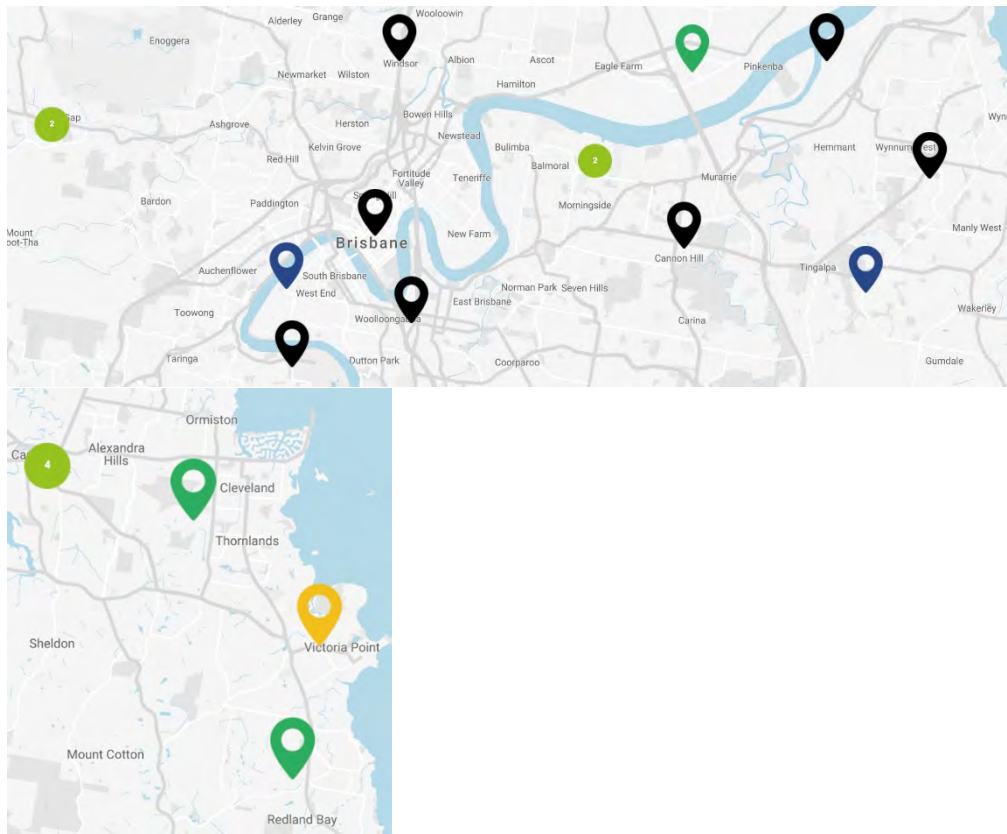 Wooloowin
Alderley
Grange
Enoggera
Windsor
Albion
Ascot
Eagle Farm
Pinkenba
Newmarket
Wilston
Hamilton
Bowen Hills
2
Ashgrove
Herston
Newstead
Kelvin Grove
Bulimba
2
Hemmant
Red Hill
Balmoral
Fortitude
Valley
Teneriffe
Murarrie
Bardon
Paddington
Morningside
New Farm
Manly West
Mount
Brisbane
Cannon Hill
Auchenflower
South Brisbane
Tingalpa
West End
Norman Park
Seven Hills
East Brisbane
Wakerley
Toowong
Carina
Taringa
Dutton Park
Coorparoo
Gumdale
Ormiston
Alexandra
Hills
4
Cleveland
Thornlands
Sheldon
Victoria Point
Mount Cotton
Redland Bay